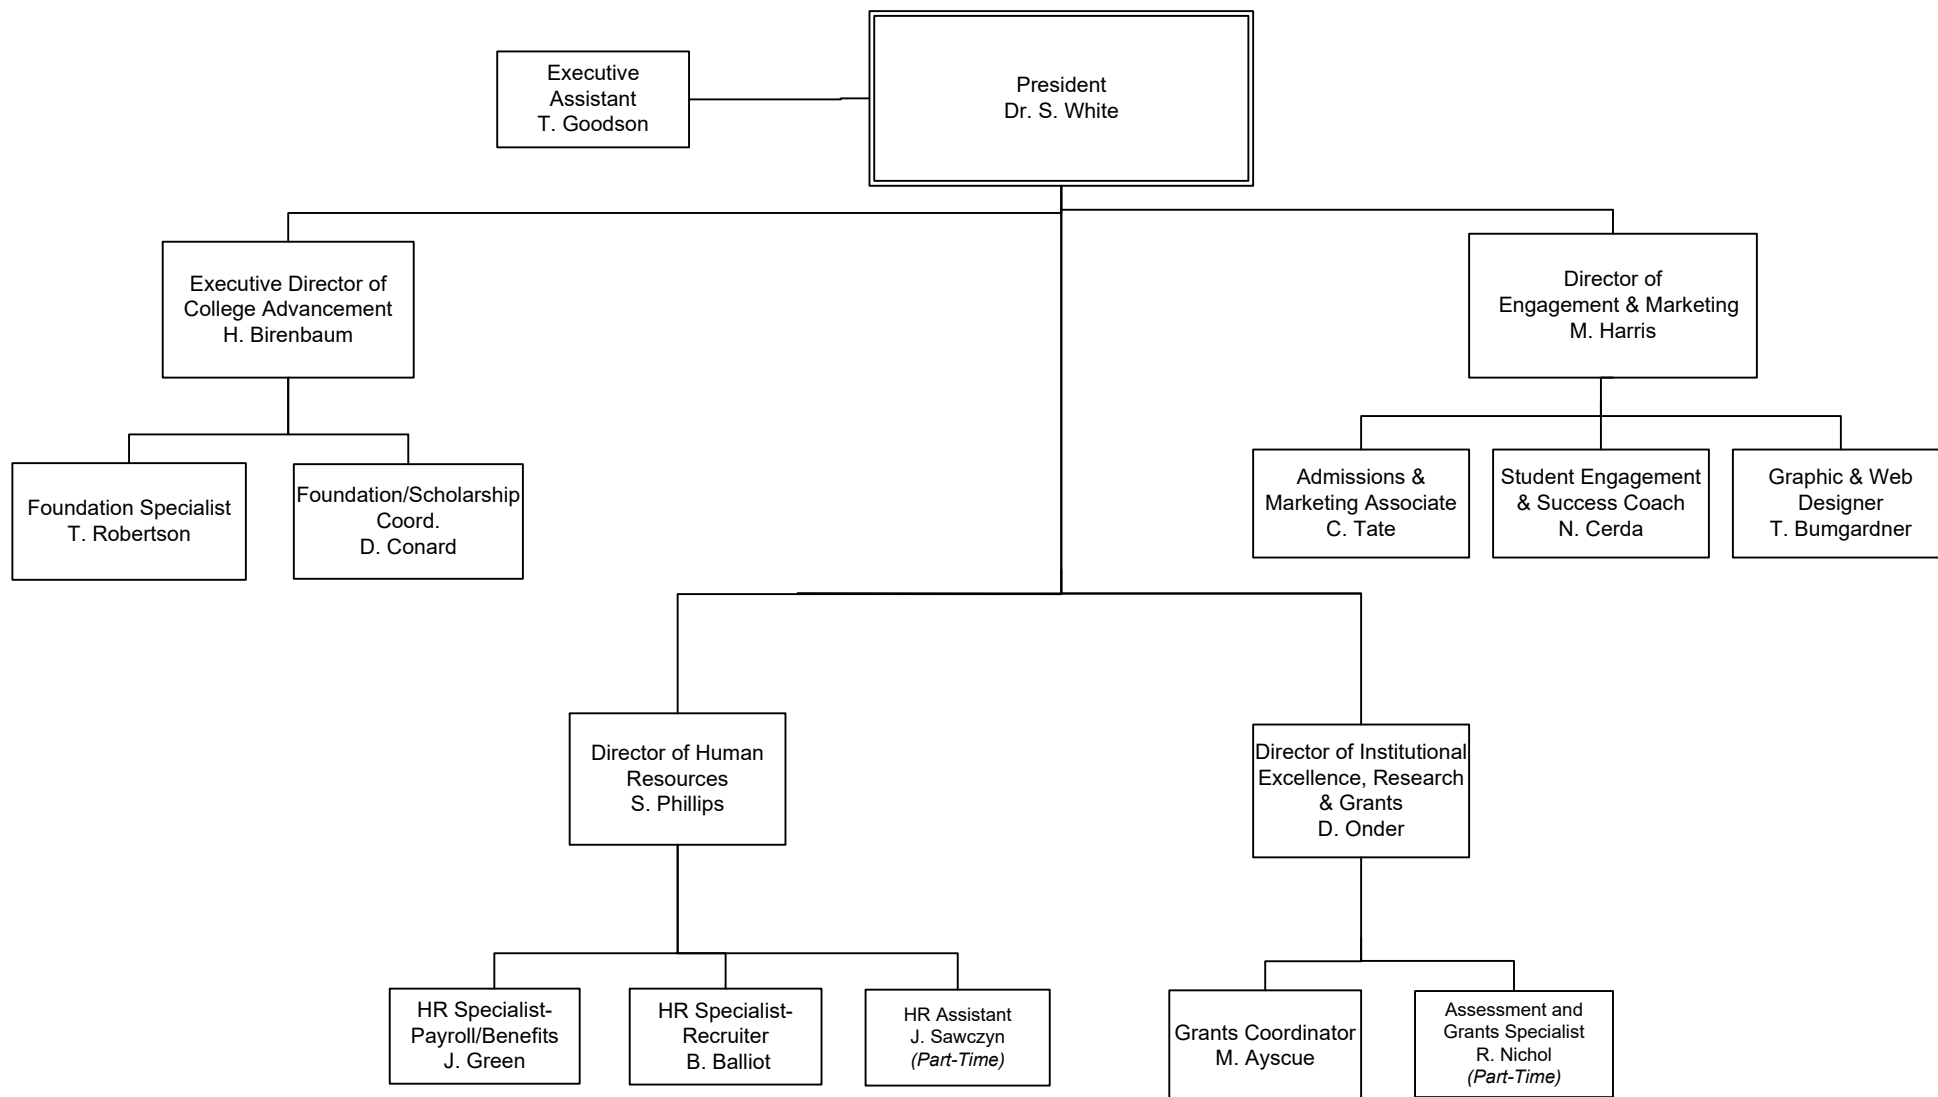 Executive
Assistant
T. Goodson
President
Dr. S. White
Executive Director of
College Advancement
H. Birenbaum
Director of
Engagement & Marketing
M. Harris
Foundation Specialist
T. Robertson
Foundation/Scholarship
Coord.
D. Conard
Admissions &
Marketing Associate
C. Tate
Student Engagement
& Success Coach
N. Cerda
Graphic & Web
Designer
T. Bumgardner
Director of Human
Resources
S. Phillips
Director of Institutional
Excellence, Research
& Grants
D. Onder
HR Specialist-
Payroll/Benefits
J. Green
HR Specialist-
Recruiter
B. Balliot
HR Assistant
J. Sawczyn
(Part-Time)
Grants Coordinator
M. Ayscue
Assessment and
Grants Specialist
R. Nichol
(Part-Time)